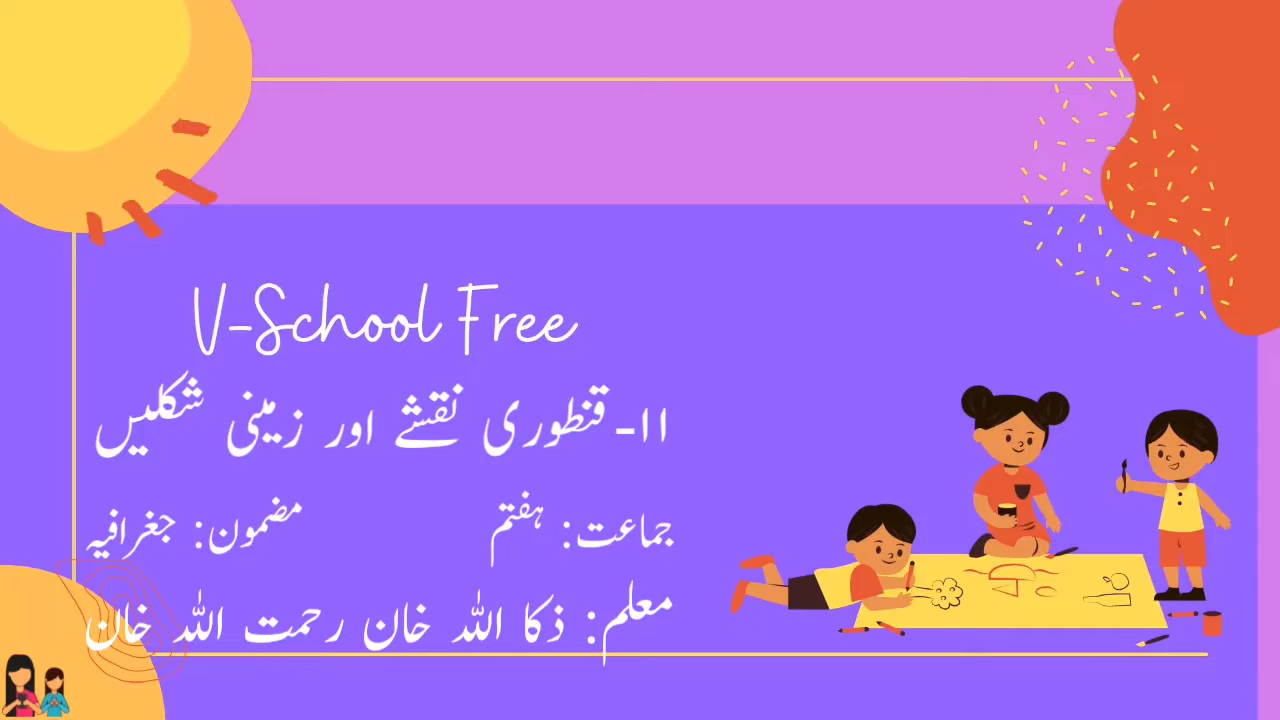 V-School Free
۱۱-قنطوری نقشے اور زمینی شکلیں
جماعت: ہفتم مضمون: جغرافیہ
معلم: ذکا اللہ خان رحمت اللہ خان